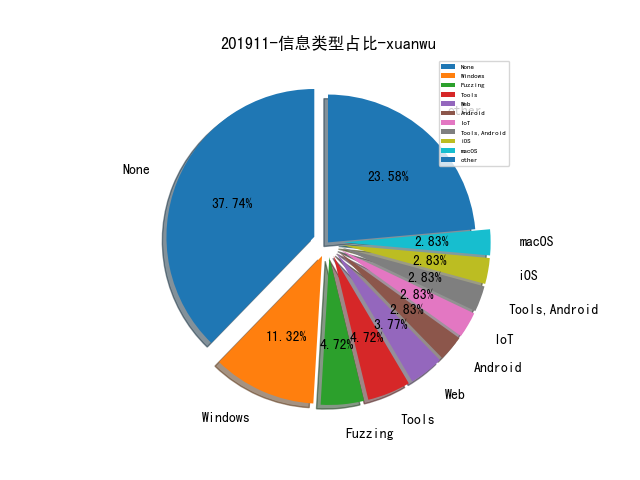 201911-信息类型占比-xuanwu
None
Windows
Fuzzing
Tools
Web
Android
IoT
Tools,Android
iOS
macOS
other
other
23.58%
None
37.74%
macOS
2.83%
iOS
2.83%
Tools,Android
2.83%
IoT
2.83%
Android
2.83%
Web
3.77%
Tools
4.72%
Fuzzing
4.72%
Windows
11.32%